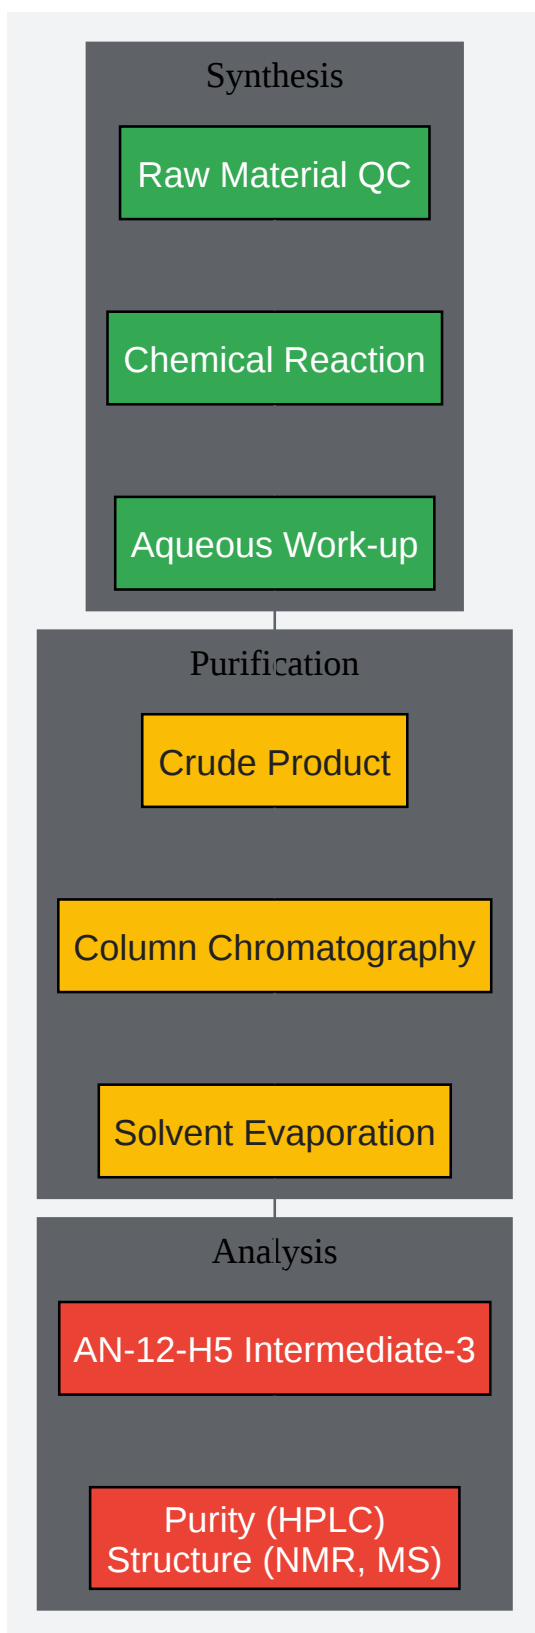 Synthesis
Raw Material QC
Chemical Reaction
Aqueous Work-up
Purification
Crude Product
Column Chromatography
Solvent Evaporation
Analysis
AN-12-H5 Intermediate-3
Purity (HPLC)
Structure (NMR, MS)